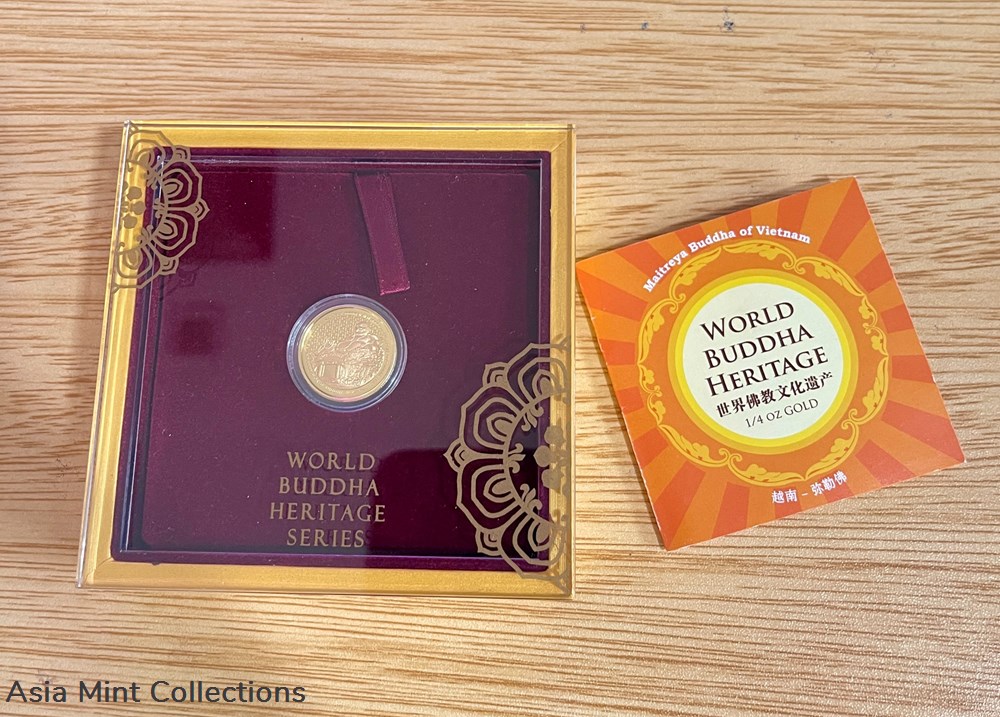 WORLD
BUDDHA
HERITAGE
SERIES
Maitreya Buddha of Vietnam
WORLD
BUDDHA
HERITAGE
世界佛教文化遗产
1/4 OZ GOLD
越南 – 弥勒佛
Asia Mint Collections